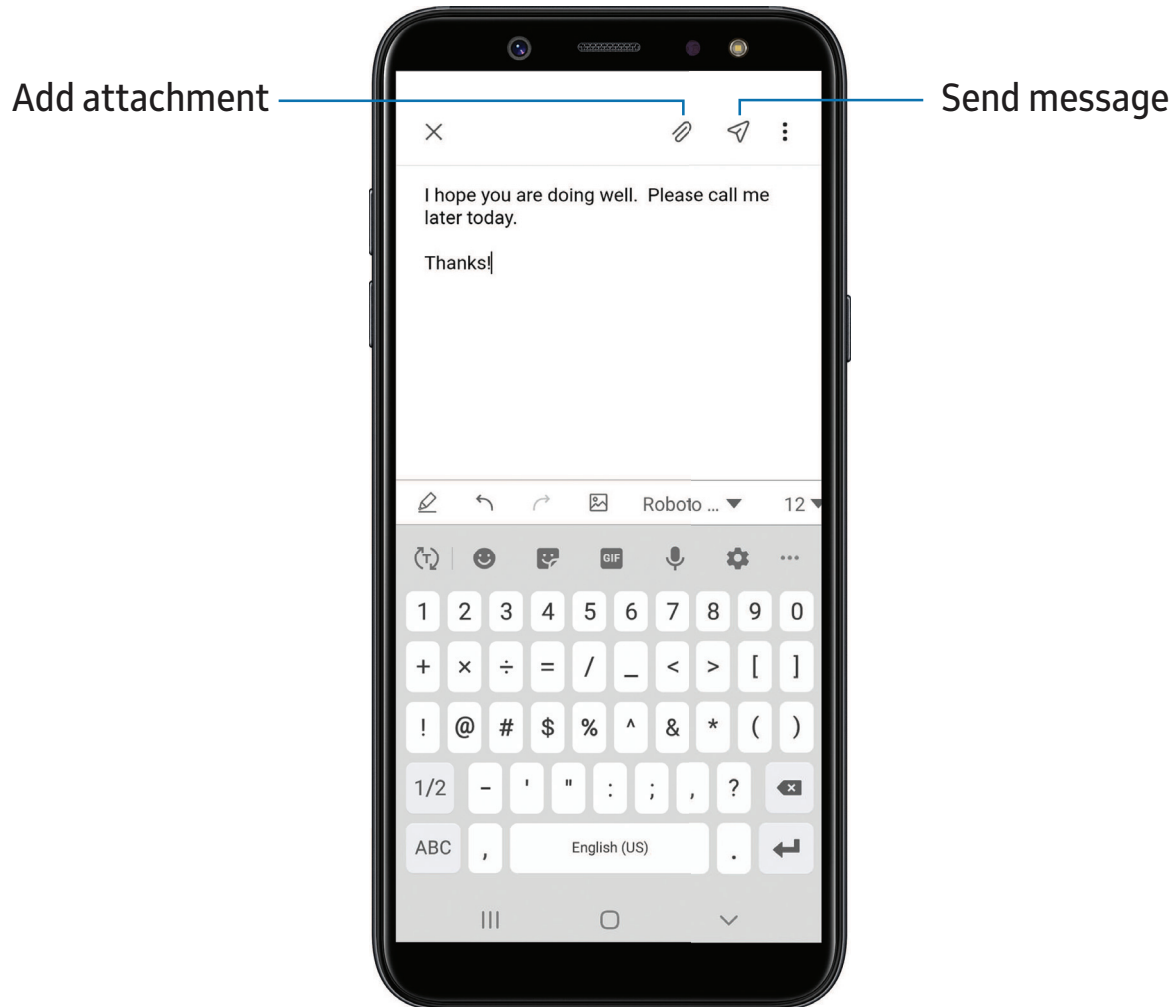 Add attachment
Send message
I hope you are doing well.  Please call me
later today.
Thanks!
Roboto ... 12
T GIF ...
1 2 3 4 5 6 7 8 9 0
+ × ÷ = / _ < > [ ]
! @ # $ % ^ & * ( )
1/2 - ' " : ; , ?
ABC , English (US) .